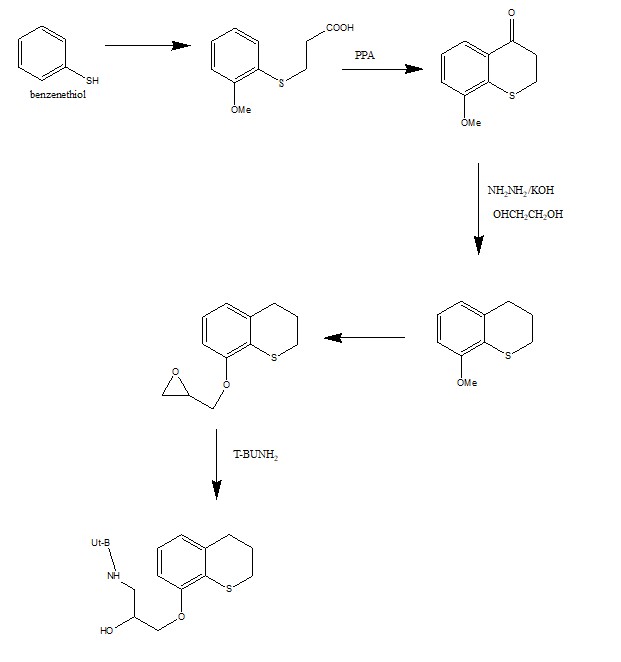 COOH
SH
benzenethiol
S
OMe
PPA
O
S
OMe
NH2NH2/KOH
OHCH2CH2OH
S
O
O
S
OMe
T-BUNH2
Ut-B
NH
S
HO
O